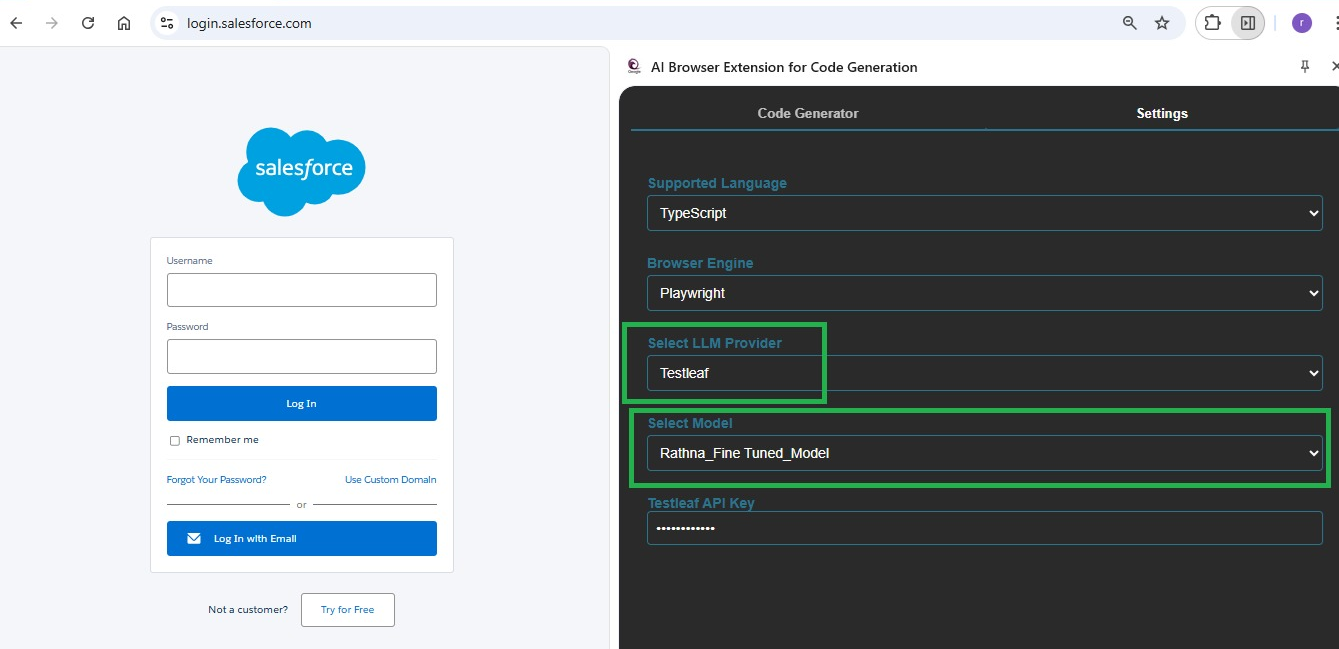 login.salesforce.com
r
AI Browser Extension for Code Generation
salesforce
Username
Password
Log In
Remember me
Forgot Your Password? Use Custom Domain
or
Log In with Email
Not a customer? Try for Free
Code Generator Settings
Supported Language
TypeScript
Browser Engine
Playwright
Select LLM Provider
Testleaf
Select Model
Rathna_Fine Tuned_Model
Testleaf API Key
••••••••••••